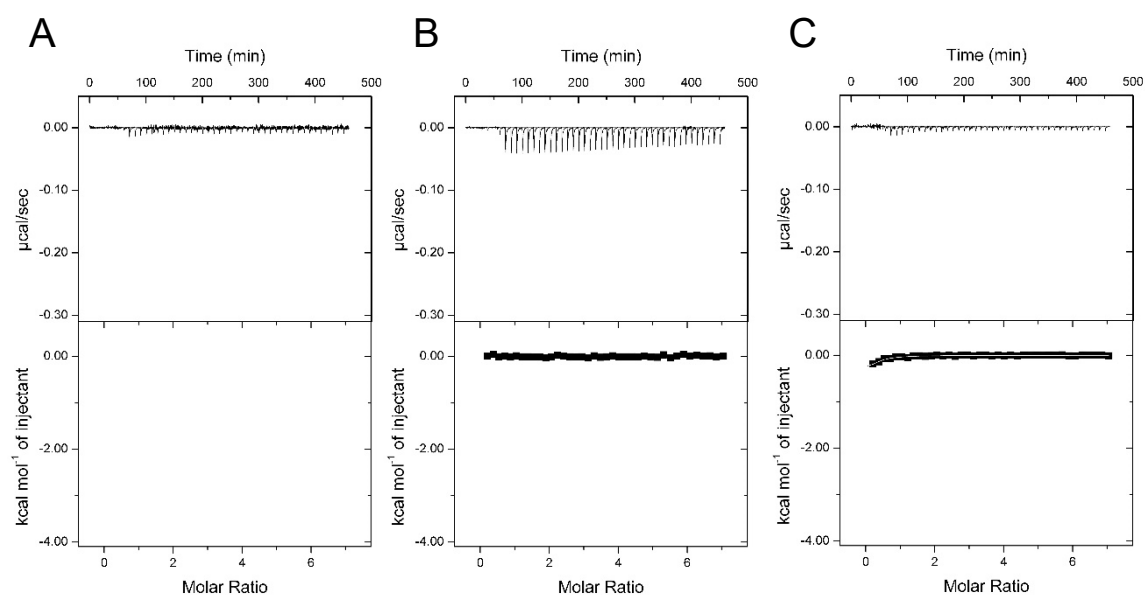 A
Time (min)
0 100 200 300 400 500
0.00
-0.10
-0.20
-0.30
µcal/sec
0.00
-2.00
-4.00
kcal mol⁻¹ of injectant
0 2 4 6
Molar Ratio
B
Time (min)
0 100 200 300 400 500
0.00
-0.10
-0.20
-0.30
µcal/sec
0.00
-2.00
-4.00
kcal mol⁻¹ of injectant
0 2 4 6
Molar Ratio
C
Time (min)
0 100 200 300 400 500
0.00
-0.10
-0.20
-0.30
µcal/sec
0.00
-2.00
-4.00
kcal mol⁻¹ of injectant
0 2 4 6
Molar Ratio